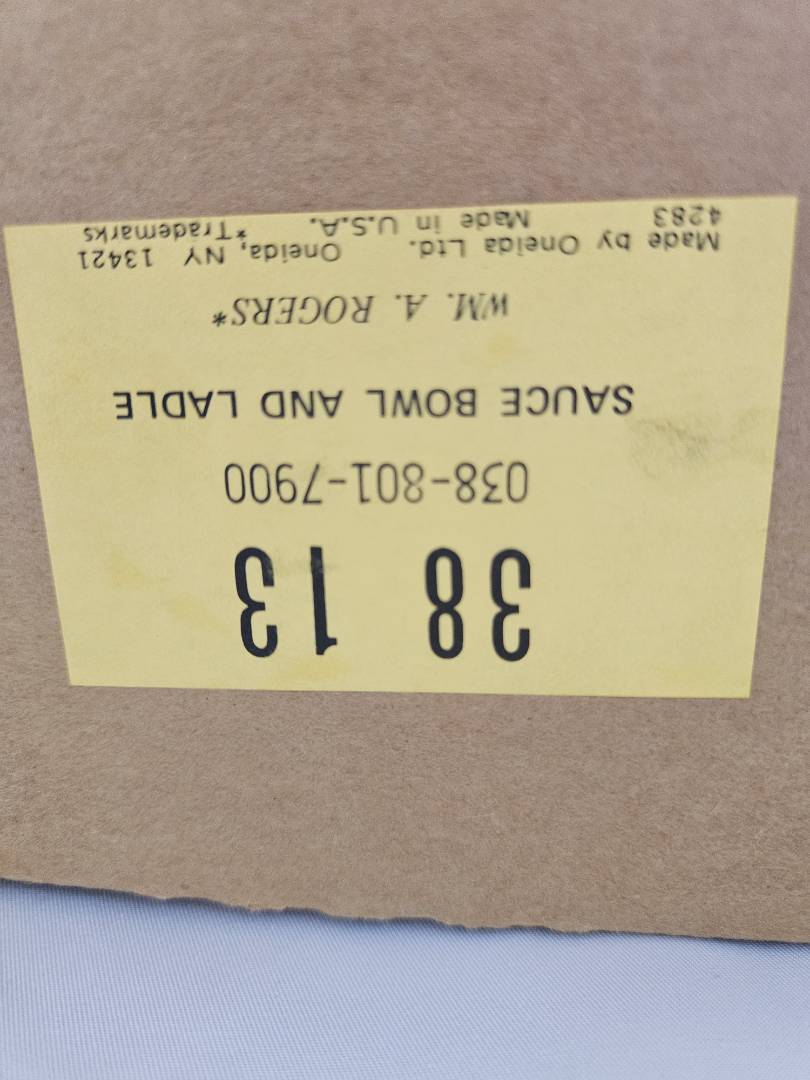 38 13
038-801-7900
SAUCE BOWL AND LADLE
WM. A. ROGERS*
Made by Oneida Ltd. Oneida, NY 13421
4283 Made in U.S.A. *Trademarks